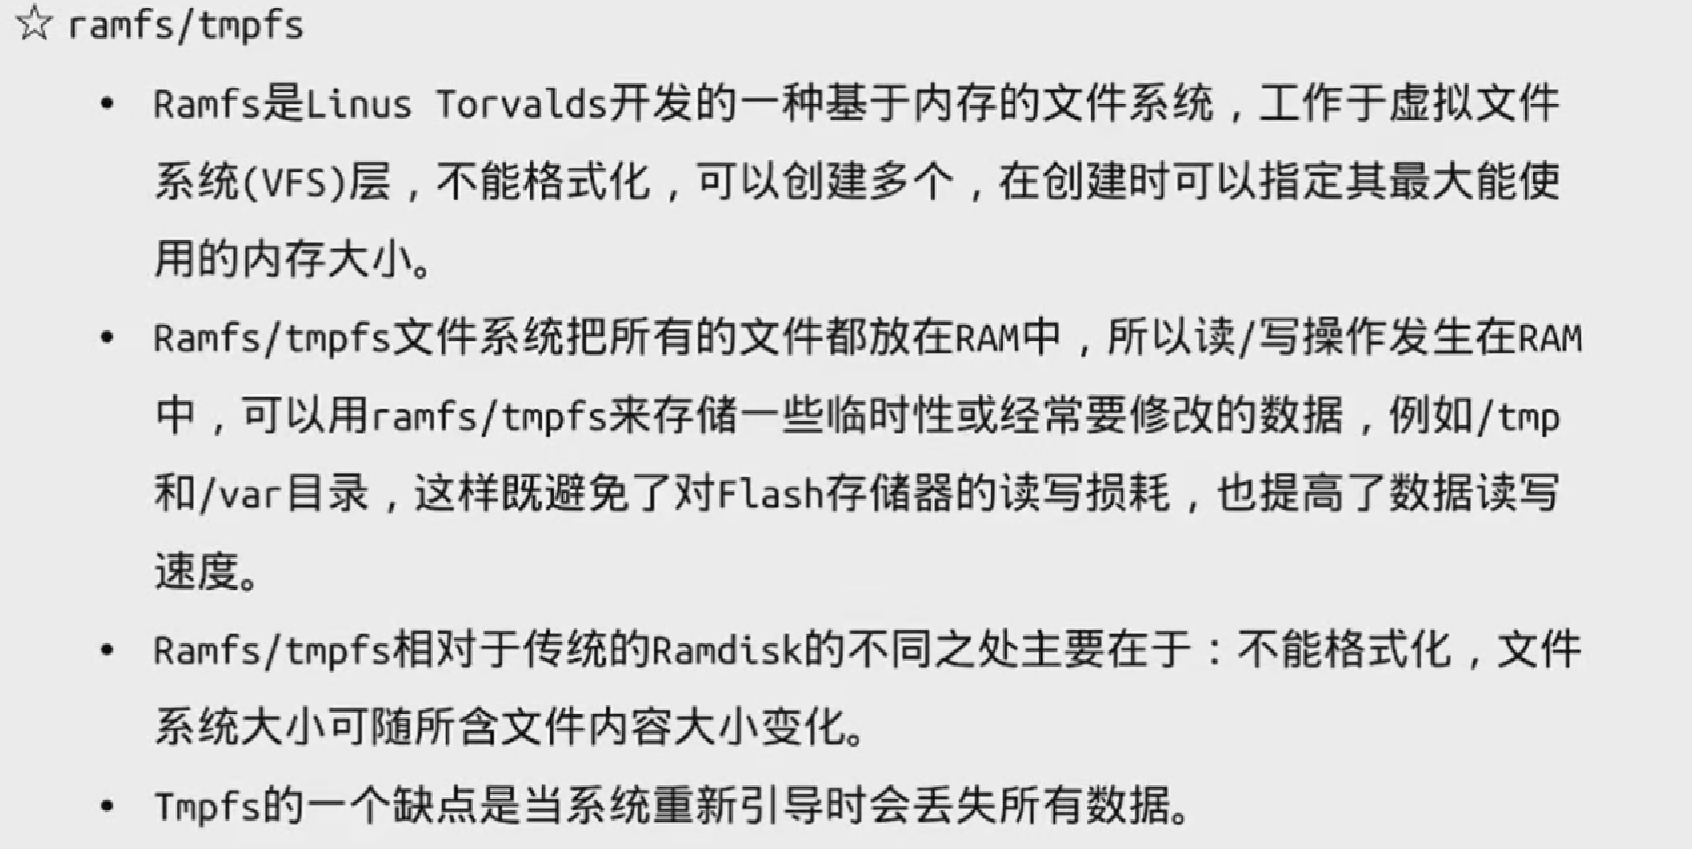 ☆ ramfs/tmpfs
• Ramfs是Linus Torvalds开发的一种基于内存的文件系统，工作于虚拟文件
系统(VFS)层，不能格式化，可以创建多个，在创建时可以指定其最大能使
用的内存大小。
• Ramfs/tmpfs文件系统把所有的文件都放在RAM中，所以读/写操作发生在RAM
中，可以用ramfs/tmpfs来存储一些临时性或经常要修改的数据，例如/tmp
和/var目录，这样既避免了对Flash存储器的读写损耗，也提高了数据读写
速度。
• Ramfs/tmpfs相对于传统的Ramdisk的不同之处主要在于：不能格式化，文件
系统大小可随所含文件内容大小变化。
• Tmpfs的一个缺点是当系统重新引导时会丢失所有数据。